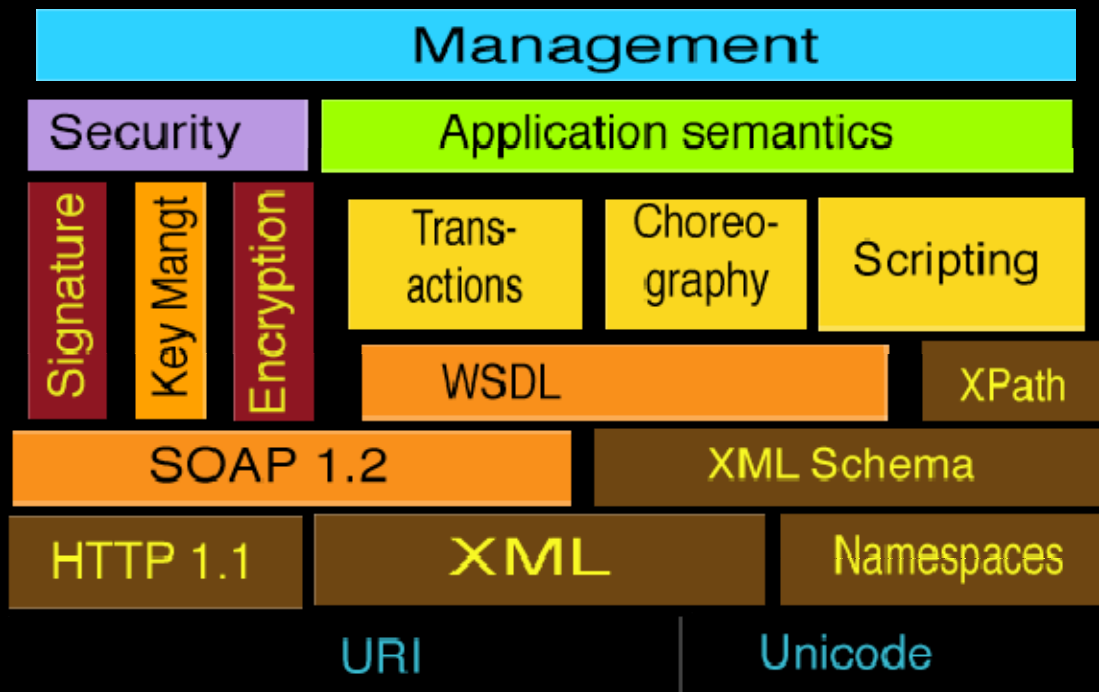 Management
Security
Application semantics
Signature
Key Mangt
Encryption
Trans-
actions
Choreo-
graphy
Scripting
WSDL
XPath
SOAP 1.2
XML Schema
HTTP 1.1
XML
Namespaces
URI
Unicode